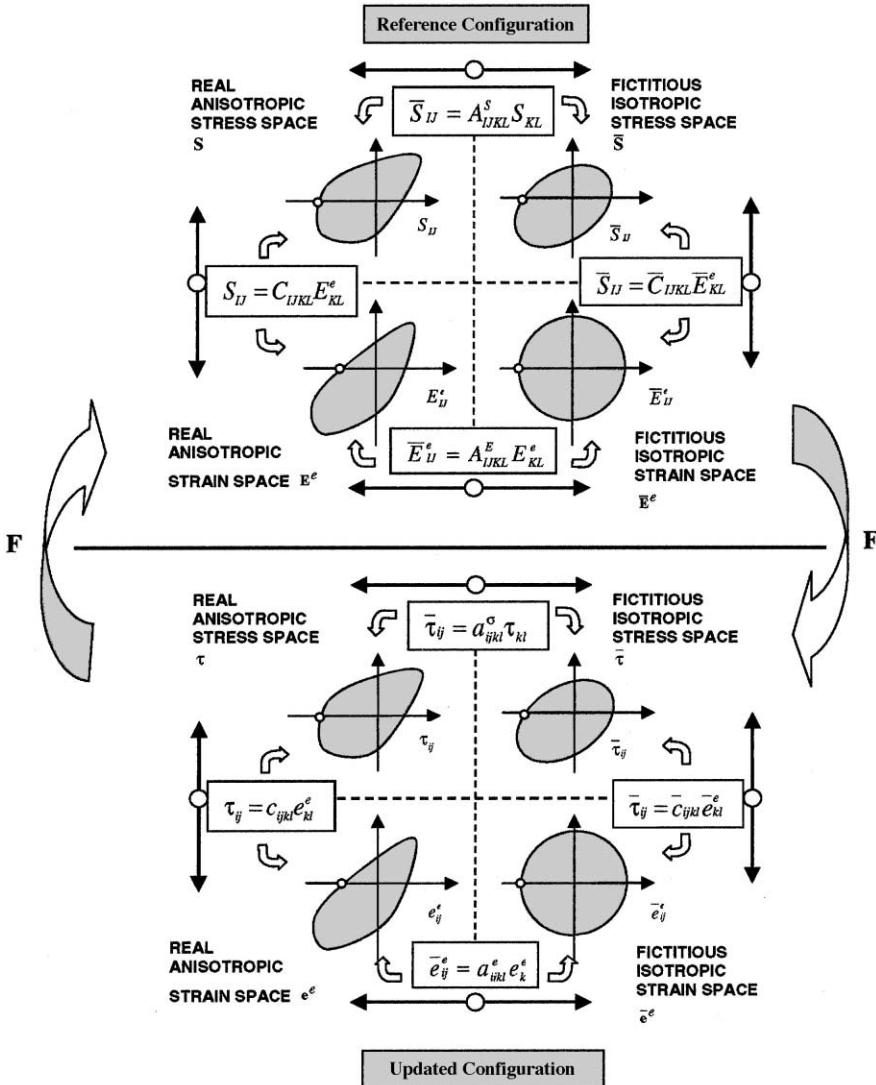 Reference Configuration
REAL
ANISOTROPIC
STRESS SPACE
S
S̅_IJ = A^S_IJKL S_KL
FICTITIOUS
ISOTROPIC
STRESS SPACE
S̅
S_IJ
S̅_IJ
S_IJ = C_IJKL E^e_KL
S̅_IJ = C̅_IJKL E̅^e_KL
E^e_IJ
E̅^e_IJ
REAL
ANISOTROPIC
STRAIN SPACE E^e
E̅^e_IJ = A^E_IJKL E^e_KL
FICTITIOUS
ISOTROPIC
STRAIN SPACE
E̅^e
F
F
REAL
ANISOTROPIC
STRESS SPACE
τ
τ̅_ij = a^σ_ijkl τ_kl
FICTITIOUS
ISOTROPIC
STRESS SPACE
τ̅
τ_ij
τ̅_ij
τ_ij = c_ijkl e^e_kl
τ̅_ij = c̅_ijkl e̅^e_kl
e^e_ij
e̅^e_ij
REAL
ANISOTROPIC
STRAIN SPACE e^e
e̅^e_ij = a^e_ijkl e^e_k
FICTITIOUS
ISOTROPIC
STRAIN SPACE
e̅^e
Updated Configuration